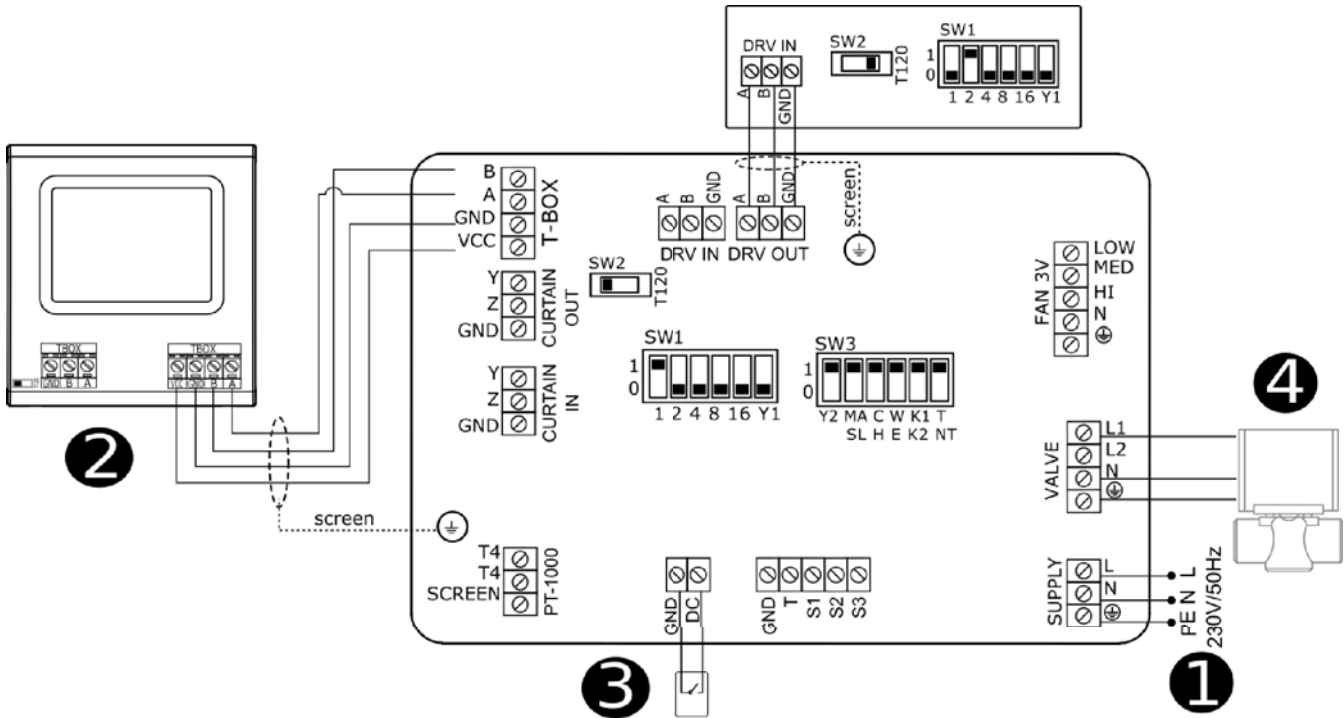 DRV IN
A
B
GND
SW2
T120
SW1
1
0
1 2 4 8 16 Y1
B
A
GND
VCC
T-BOX
A
B
GND
DRV IN
A
B
GND
DRV OUT
screen
Y
Z
GND
CURTAIN
OUT
SW2
T120
LOW
MED
HI
N
FAN 3V
TBOX
GND B A
TBOX
VCC GND B A
2
Y
Z
GND
CURTAIN
IN
SW1
1
0
1 2 4 8 16 Y1
SW3
1
0
Y2 MA C W K1 T
SL H E K2 NT
4
L1
L2
N
VALVE
screen
T4
T4
SCREEN
PT-1000
GND
DC
GND
T
S1
S2
S3
SUPPLY
L
N
L
N
PE
230V/50Hz
3
1